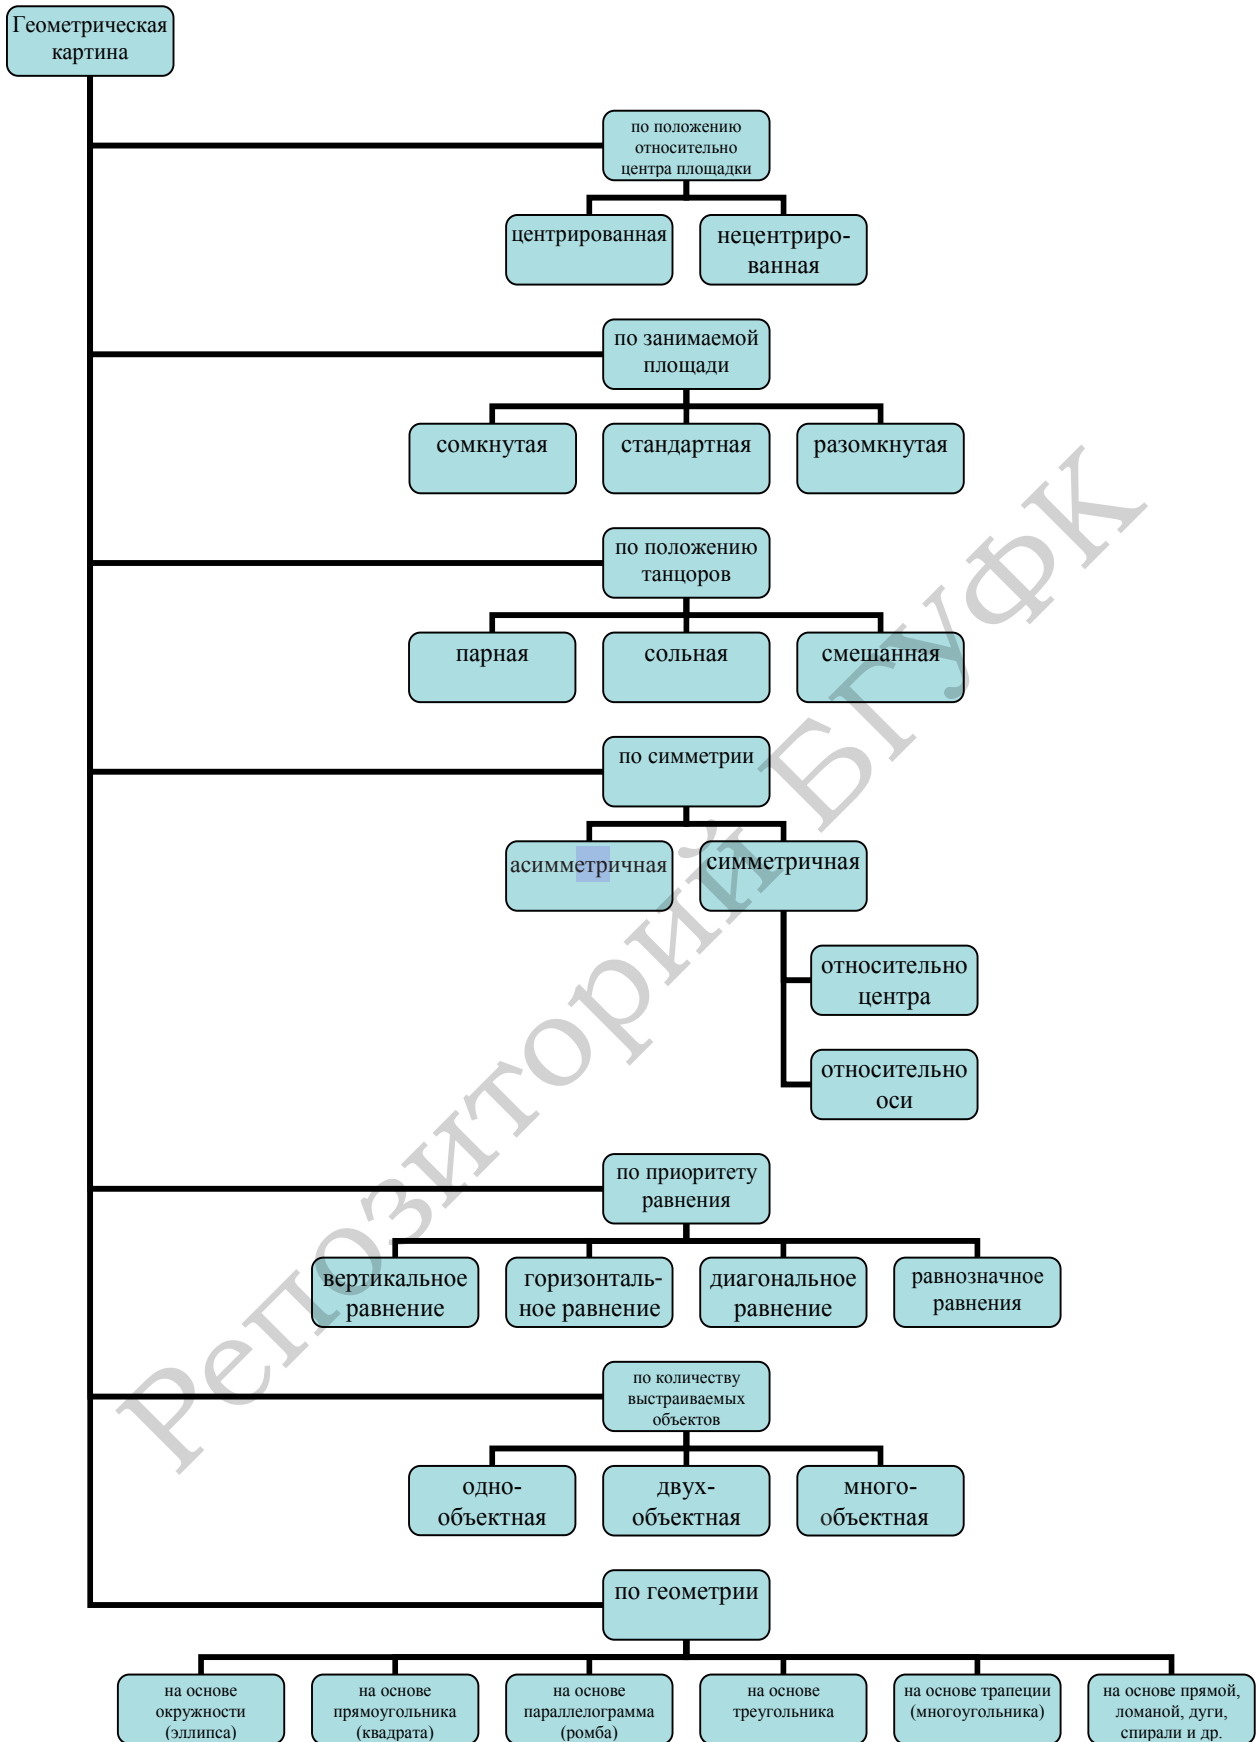 Геометрическая
картина
по положению
относительно
центра площадки
центрированная
нецентриро-
ванная
по занимаемой
площади
сомкнутая
стандартная
разомкнутая
по положению
танцоров
парная
сольная
смешанная
по симметрии
асимметричная
симметричная
относительно
центра
относительно
оси
по приоритету
равнения
вертикальное
равнение
горизонталь-
ное равнение
диагональное
равнение
равнозначное
равнения
по количеству
выстраиваемых
объектов
одно-
объектная
двух-
объектная
много-
объектная
по геометрии
на основе
окружности
(эллипса)
на основе
прямоугольника
(квадрата)
на основе
параллелограмма
(ромба)
на основе
треугольника
на основе трапеции
(многоугольника)
на основе прямой,
ломаной, дуги,
спирали и др.
Репозиторий БГУФК